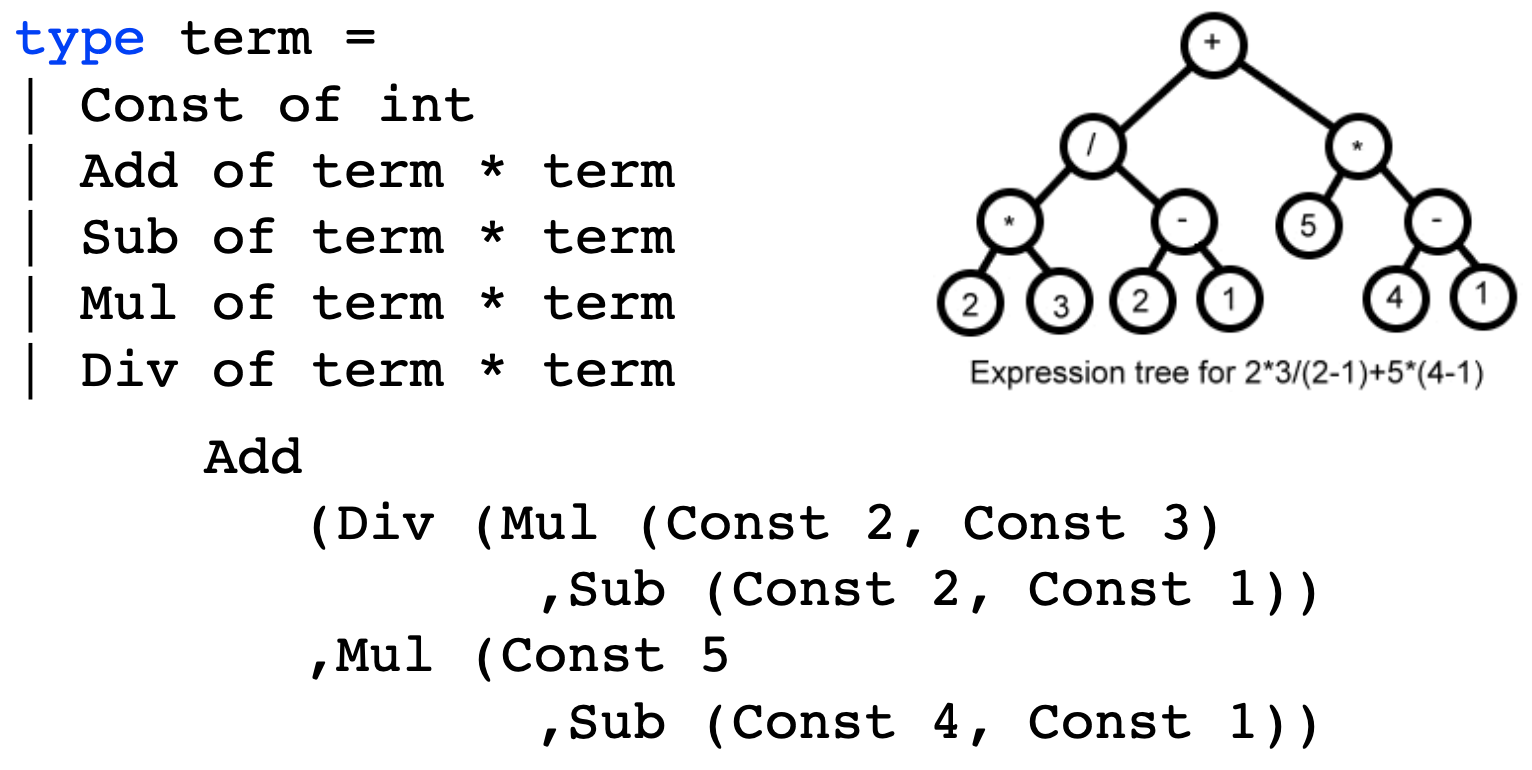 type term =
| Const of int
| Add of term * term
| Sub of term * term
| Mul of term * term
| Div of term * term
+
/ *
* - 5 -
2 3 2 1 4 1
Expression tree for 2*3/(2-1)+5*(4-1)
Add
(Div (Mul (Const 2, Const 3)
,Sub (Const 2, Const 1))
,Mul (Const 5
,Sub (Const 4, Const 1))